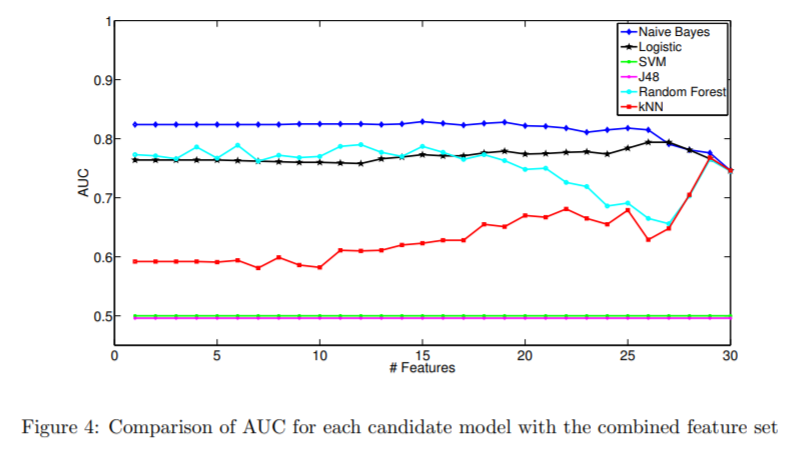 1
0.9
0.8
0.7
0.6
0.5
AUC
0
5
10
15
20
25
30
# Features
Naive Bayes
Logistic
SVM
J48
Random Forest
kNN
Figure 4: Comparison of AUC for each candidate model with the combined feature set